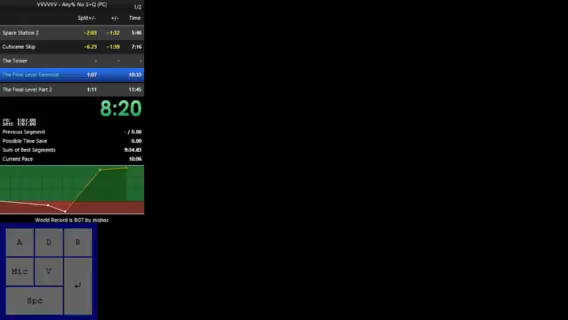 VVVVVV - Any% No S+Q (PC)
1/2
Split+/- +/- Time
Space Station 2 -2:03 -1:32 5:46
Cutscene Skip -6.23 -1:39 7:16
The Tower - - -
The Final Level Downroll 1:07 10:33
The Final Level Part 2 1:11 11:45
8:20
Previous Segment - / 0.00
Possible Time Save 0.00
Sum of Best Segments 9:34.83
Current Pace 10:06
World Record is 8:07 by mohoc
A D R
V
Spc